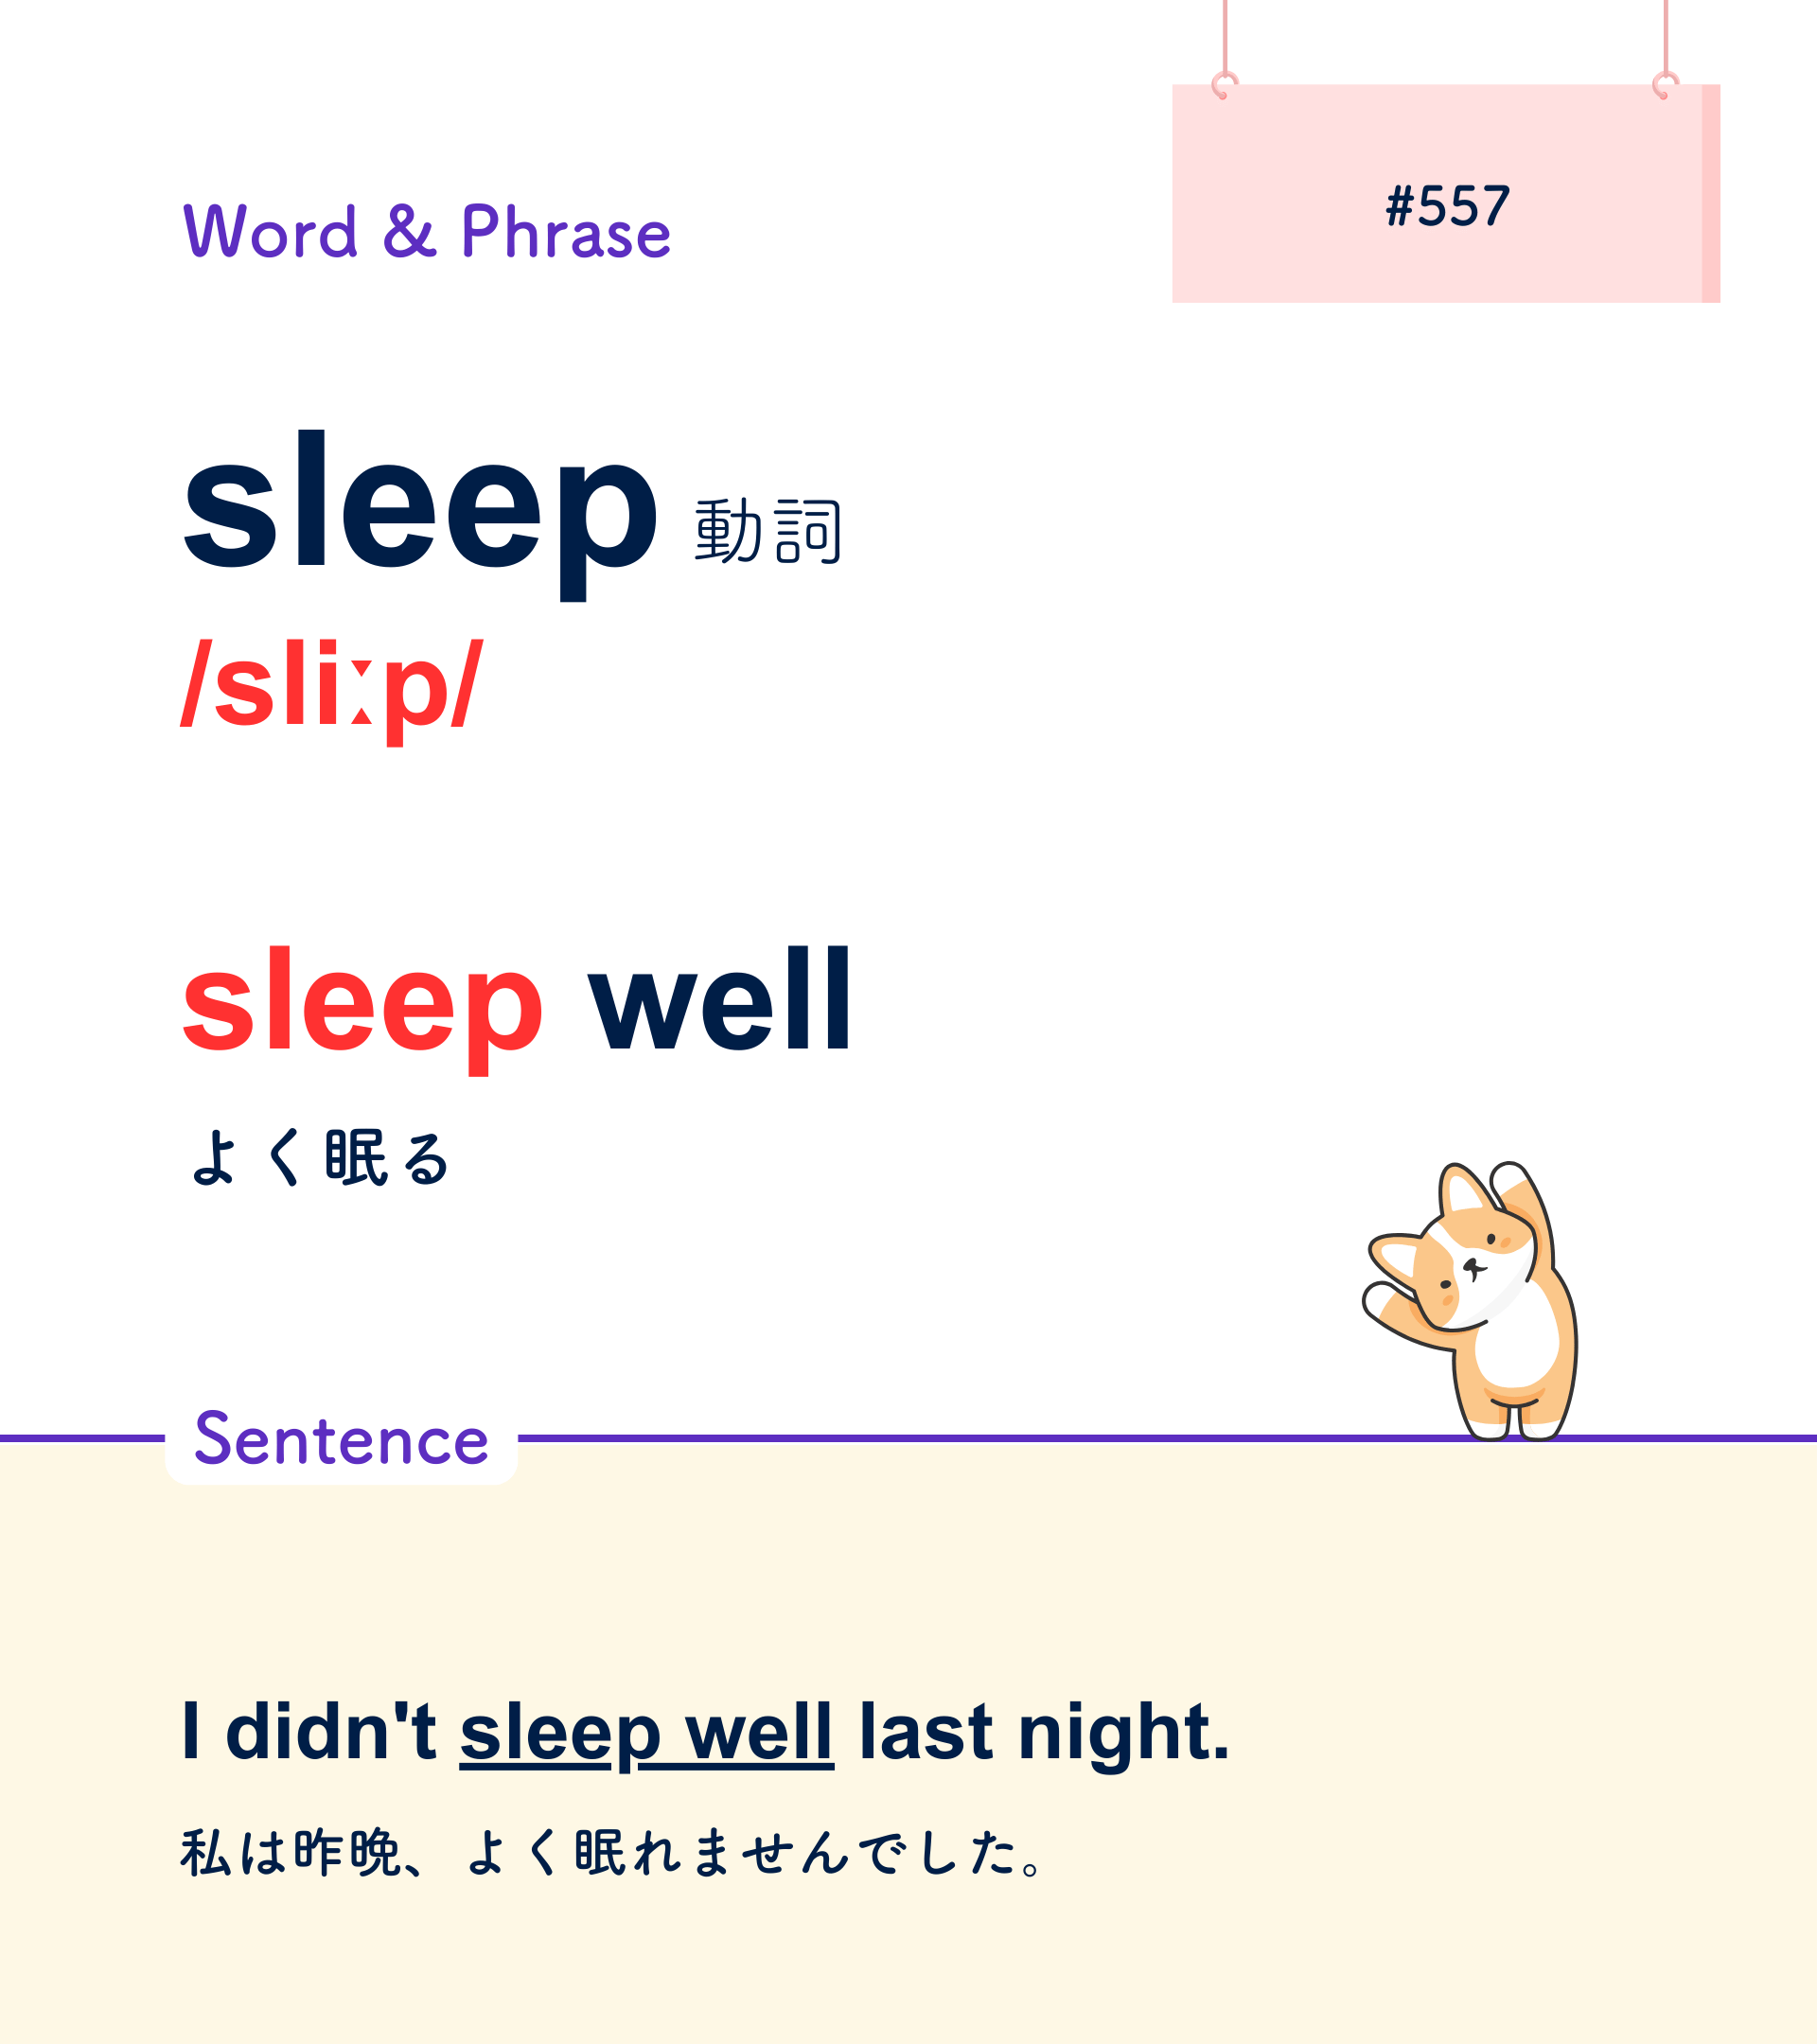 #557
Word & Phrase
sleep 動詞
/sliːp/
sleep well
よく眠る
Sentence
I didn't sleep well last night.
私は昨晩、よく眠れませんでした。